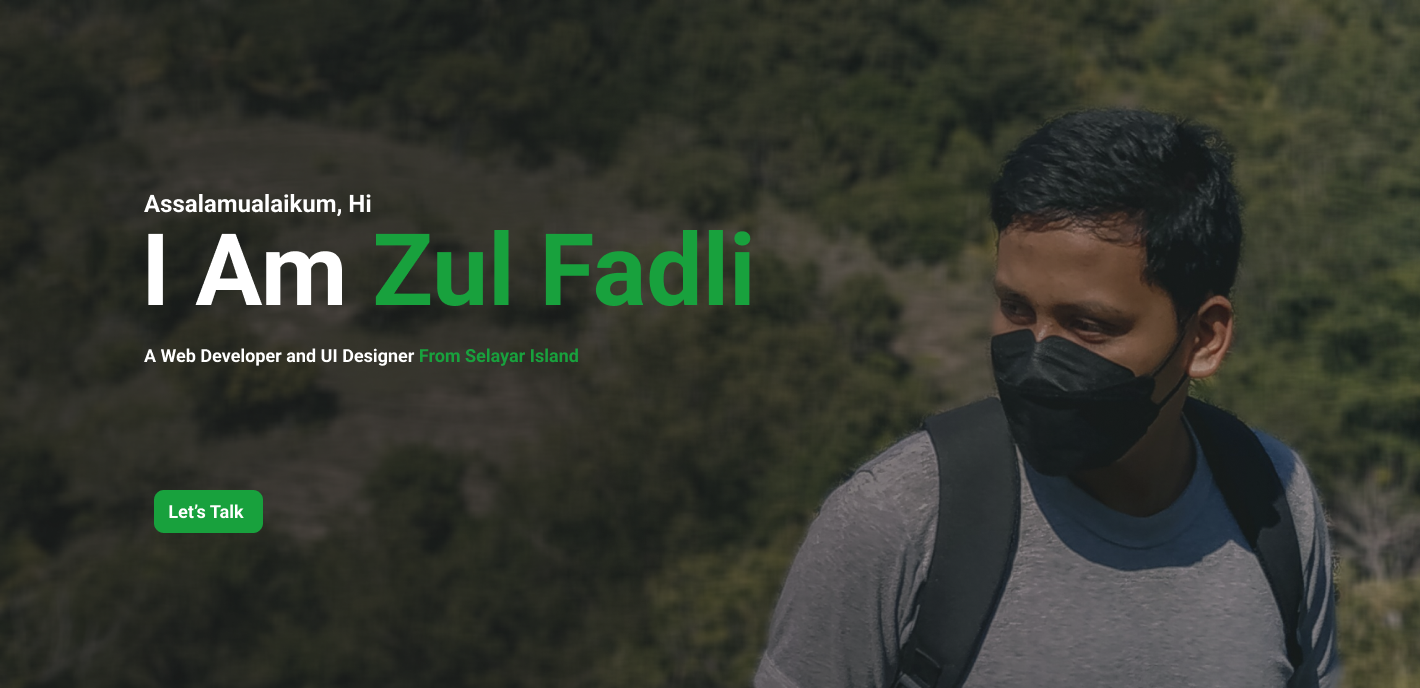 Assalamualaikum, Hi
I Am Zul Fadli
A Web Developer and UI Designer From Selayar Island
Let’s Talk